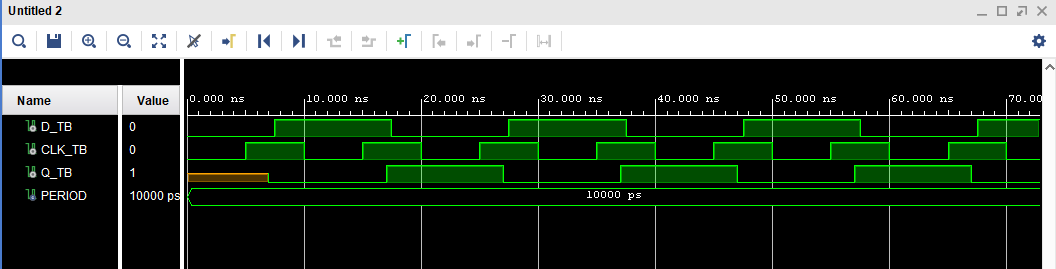 Untitled 2
Name Value 0.000 ns 10.000 ns 20.000 ns 30.000 ns 40.000 ns 50.000 ns 60.000 ns 70.00
D_TB 0
CLK_TB 0
Q_TB 1
PERIOD 10000 ps 10000 ps